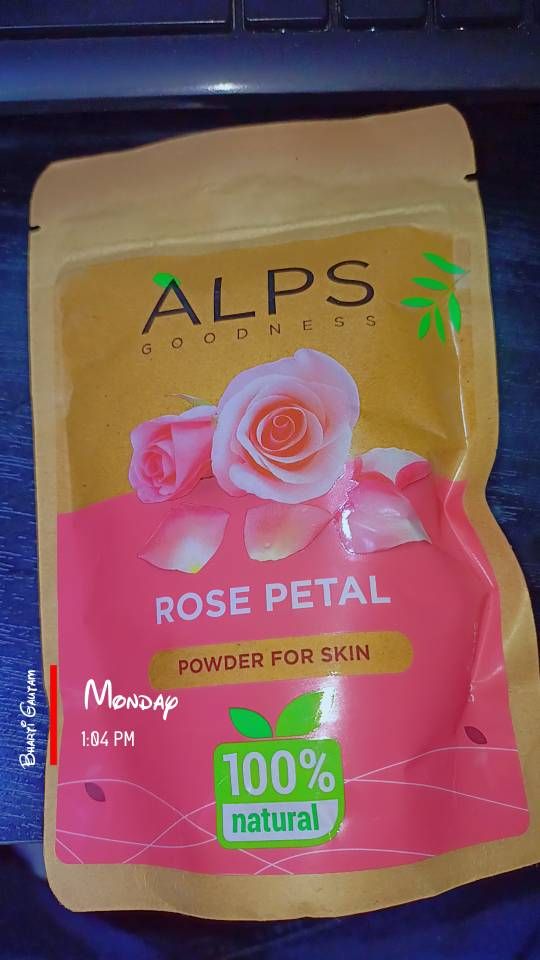 ALPS
GOODNESS
ROSE PETAL
POWDER FOR SKIN
Bharti Gautam
Monday
1:04 PM
100%
natural